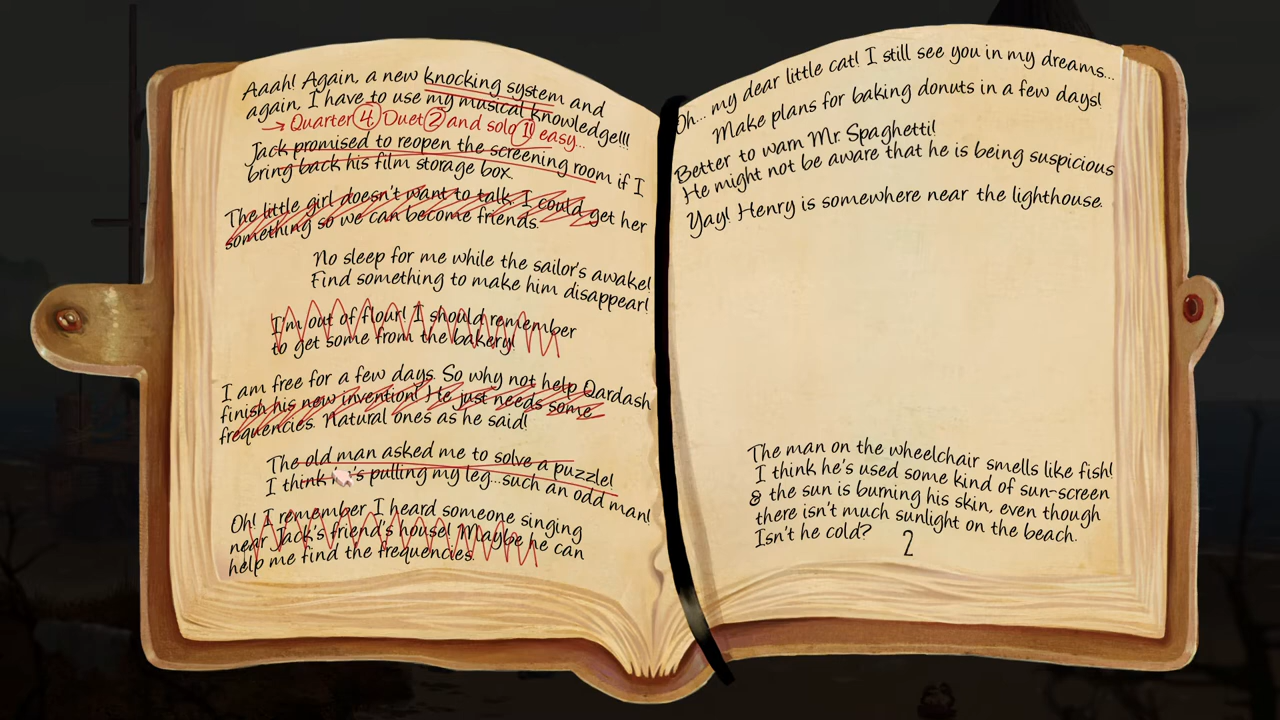 Aaah! Again, a new knocking system and
again, I have to use my musical knowledge!!!
→ Quarter 4 Duet 2 and solo 1 easy...
Jack promised to reopen the screening room if I
bring back his film storage box.
The little girl doesn't want to talk. I could get her
something so we can become friends.
No sleep for me while the sailor's awake!
Find something to make him disappear!
I'm out of flour! I should remember
to get some from the bakery!
I am free for a few days. So why not help Qardash
finish his new invention! He just needs some
frequencies. Natural ones as he said!
The old man asked me to solve a puzzle!
I think he's pulling my leg...such an odd man!
Oh! I remember I heard someone singing
near Jack's friend's house! Maybe he can
help me find the frequencies.
Oh... my dear little cat! I still see you in my dreams...
Make plans for baking donuts in a few days!
Better to warn Mr. Spaghetti!
He might not be aware that he is being suspicious
Yay! Henry is somewhere near the lighthouse.
The man on the wheelchair smells like fish!
I think he's used some kind of sun-screen
& the sun is burning his skin, even though
there isn't much sunlight on the beach.
Isn't he cold?
2